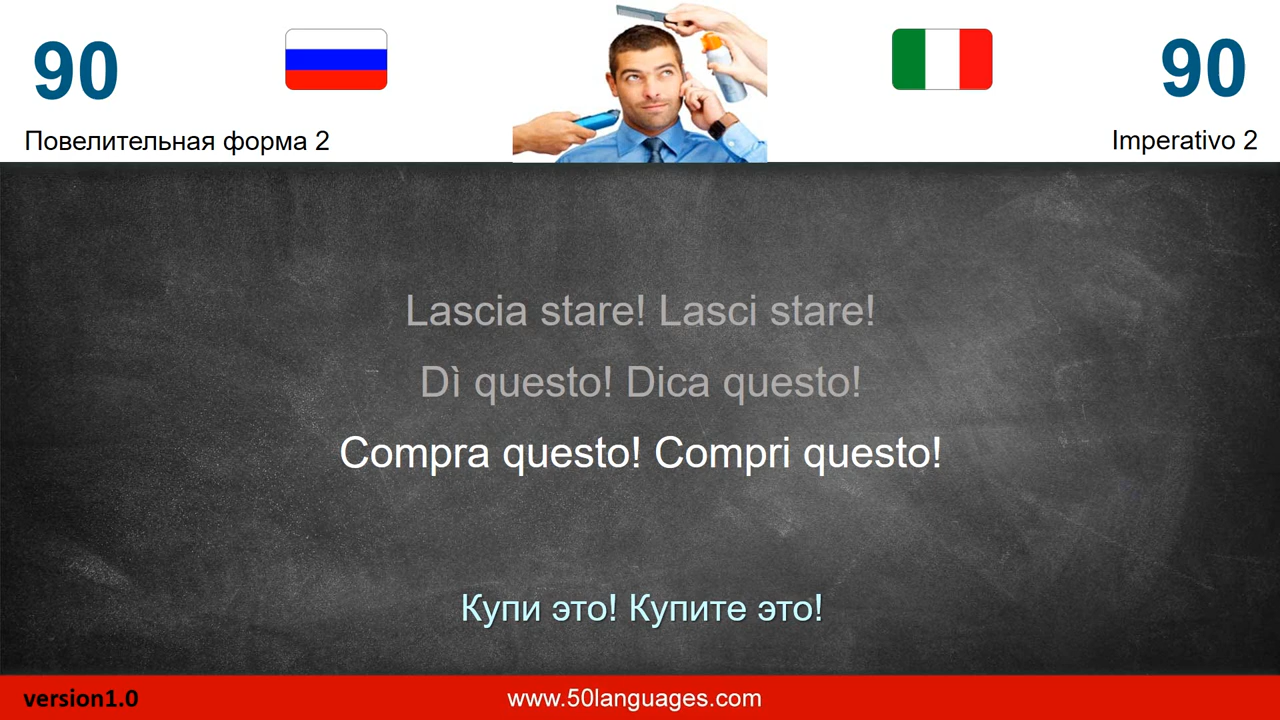 90
90
Повелительная форма 2
Imperativo 2
Lascia stare! Lasci stare!
Dì questo! Dica questo!
Compra questo! Compri questo!
Купи это! Купите это!
version1.0
www.50languages.com